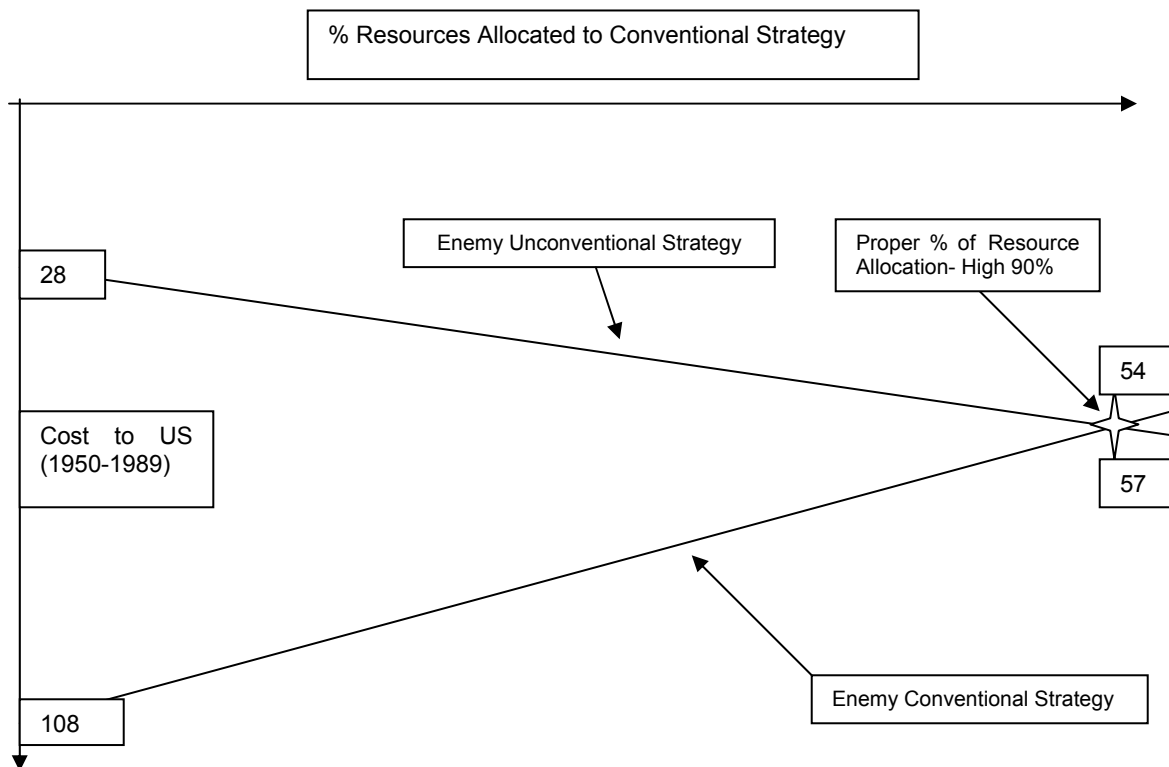 % Resources Allocated to Conventional Strategy
Enemy Unconventional Strategy
Proper % of Resource
Allocation- High 90%
28
54
Cost to US
(1950-1989)
57
Enemy Conventional Strategy
108